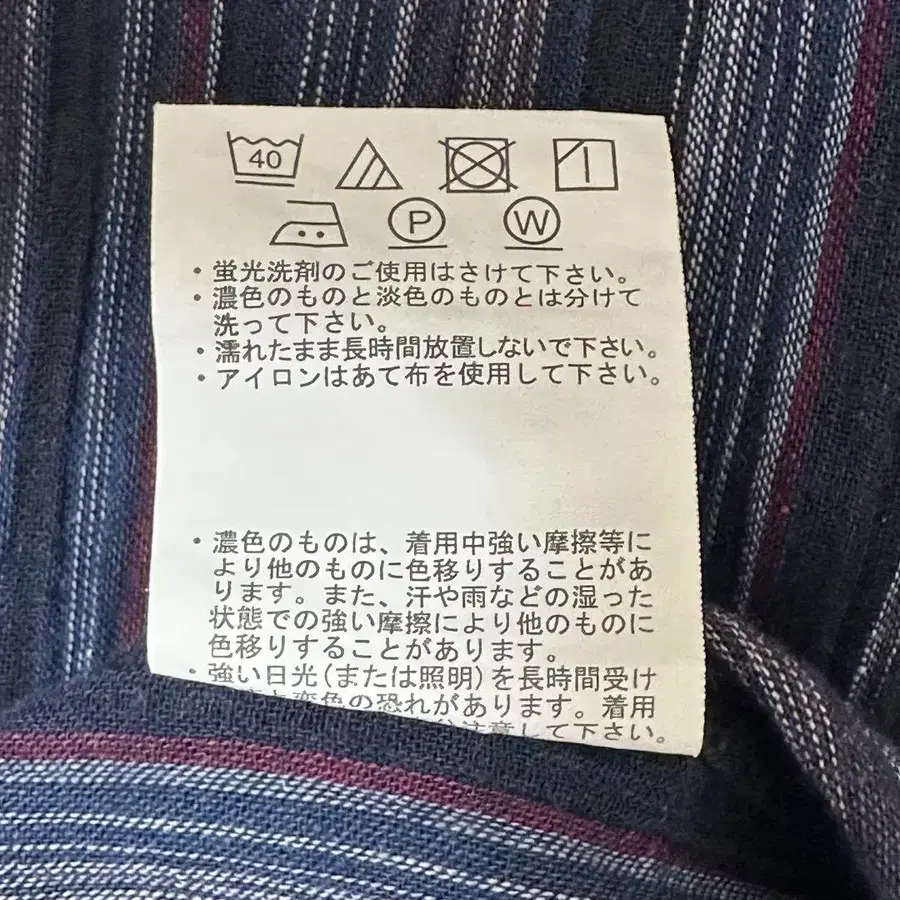 40
P W
・蛍光洗剤のご使用はさけて下さい。
・濃色のものと淡色のものとは分けて
洗って下さい。
・濡れたまま長時間放置しないで下さい。
・アイロンはあて布を使用して下さい。
・濃色のものは、着用中強い摩擦等に
より他のものに色移りすることがあ
ります。また、汗や雨などの湿った
状態での強い摩擦により他のものに
色移りすることがあります。
・強い日光(または照明)を長時間受け
と変色の恐れがあります。着用
注意して下さい。